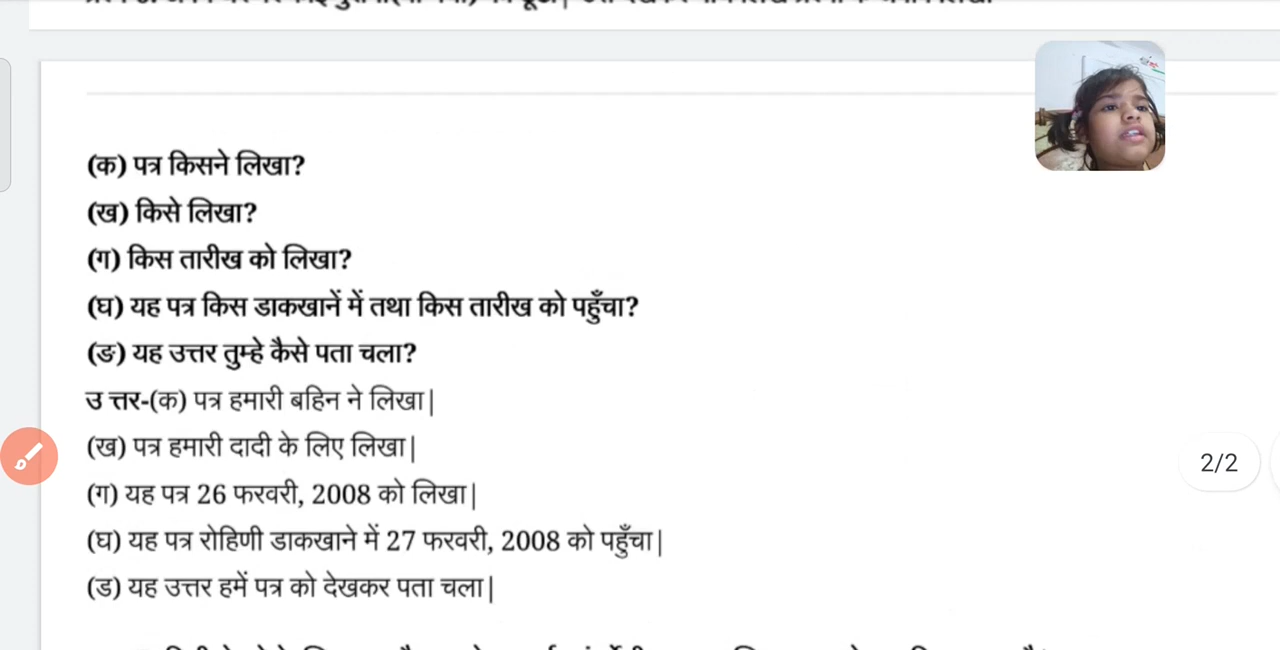 (क) पत्र किसने लिखा?
(ख) किसे लिखा?
(ग) किस तारीख को लिखा?
(घ) यह पत्र किस डाकखानें में तथा किस तारीख को पहुँचा?
(ङ) यह उत्तर तुम्हे कैसे पता चला?
उ त्तर-(क) पत्र हमारी बहिन ने लिखा|
(ख) पत्र हमारी दादी के लिए लिखा|
(ग) यह पत्र 26 फरवरी, 2008 को लिखा|
2/2
(घ) यह पत्र रोहिणी डाकखाने में 27 फरवरी, 2008 को पहुँचा|
(ड) यह उत्तर हमें पत्र को देखकर पता चला|